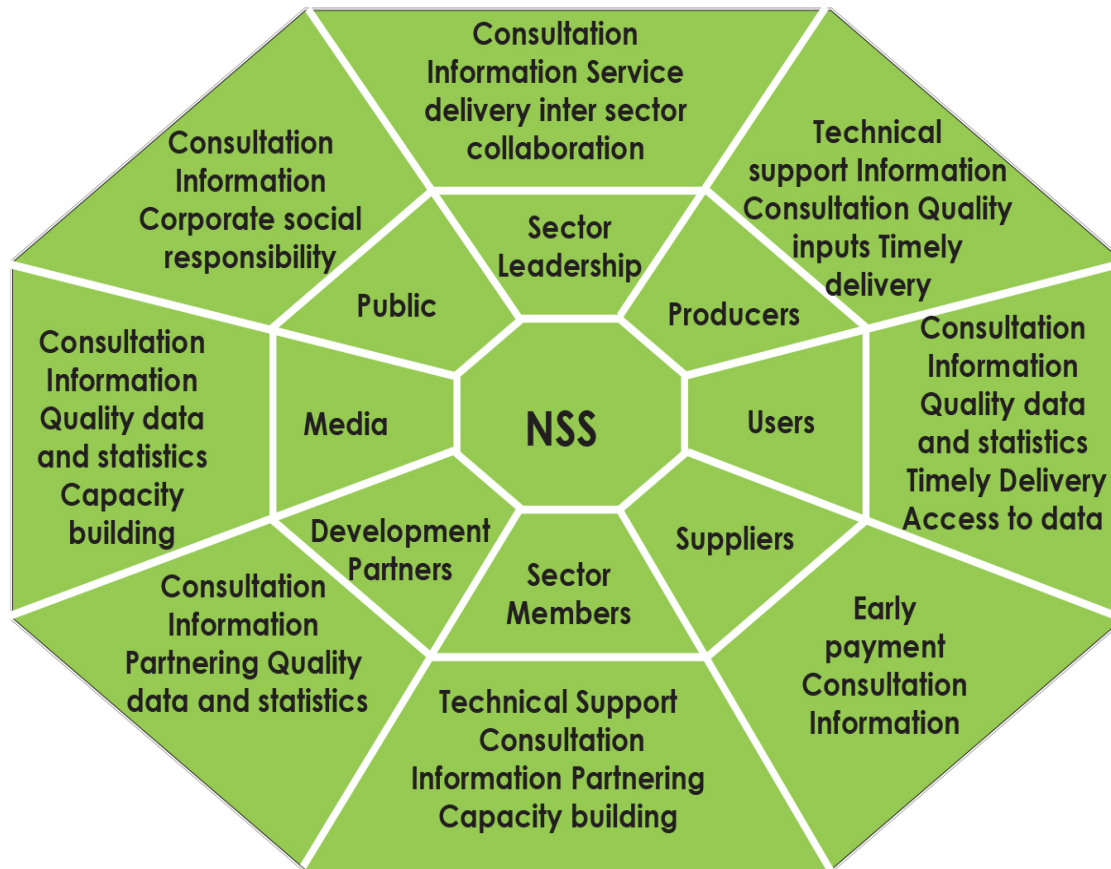 Consultation
Information Service
delivery inter sector
collaboration
Technical
support Information
Consultation Quality
inputs Timely
delivery
Consultation
Information
Quality data
and statistics
Timely Delivery
Access to data
Early
payment
Consultation
Information
Technical Support
Consultation
Information Partnering
Capacity building
Consultation
Information
Partnering Quality
data and statistics
Consultation
Information
Quality data
and statistics
Capacity
building
Consultation
Information
Corporate social
responsibility
Sector
Leadership
Producers
Users
Suppliers
Sector
Members
Development
Partners
Media
Public
NSS